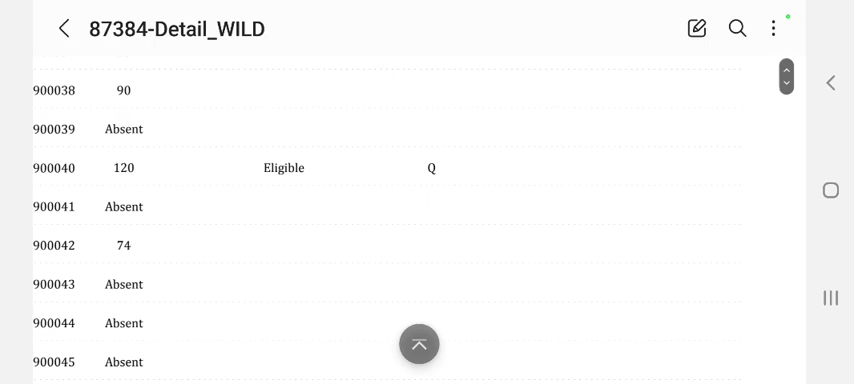 87384-Detail_WILD
900038 90
900039 Absent
900040 120 Eligible Q
900041 Absent
900042 74
900043 Absent
900044 Absent
900045 Absent